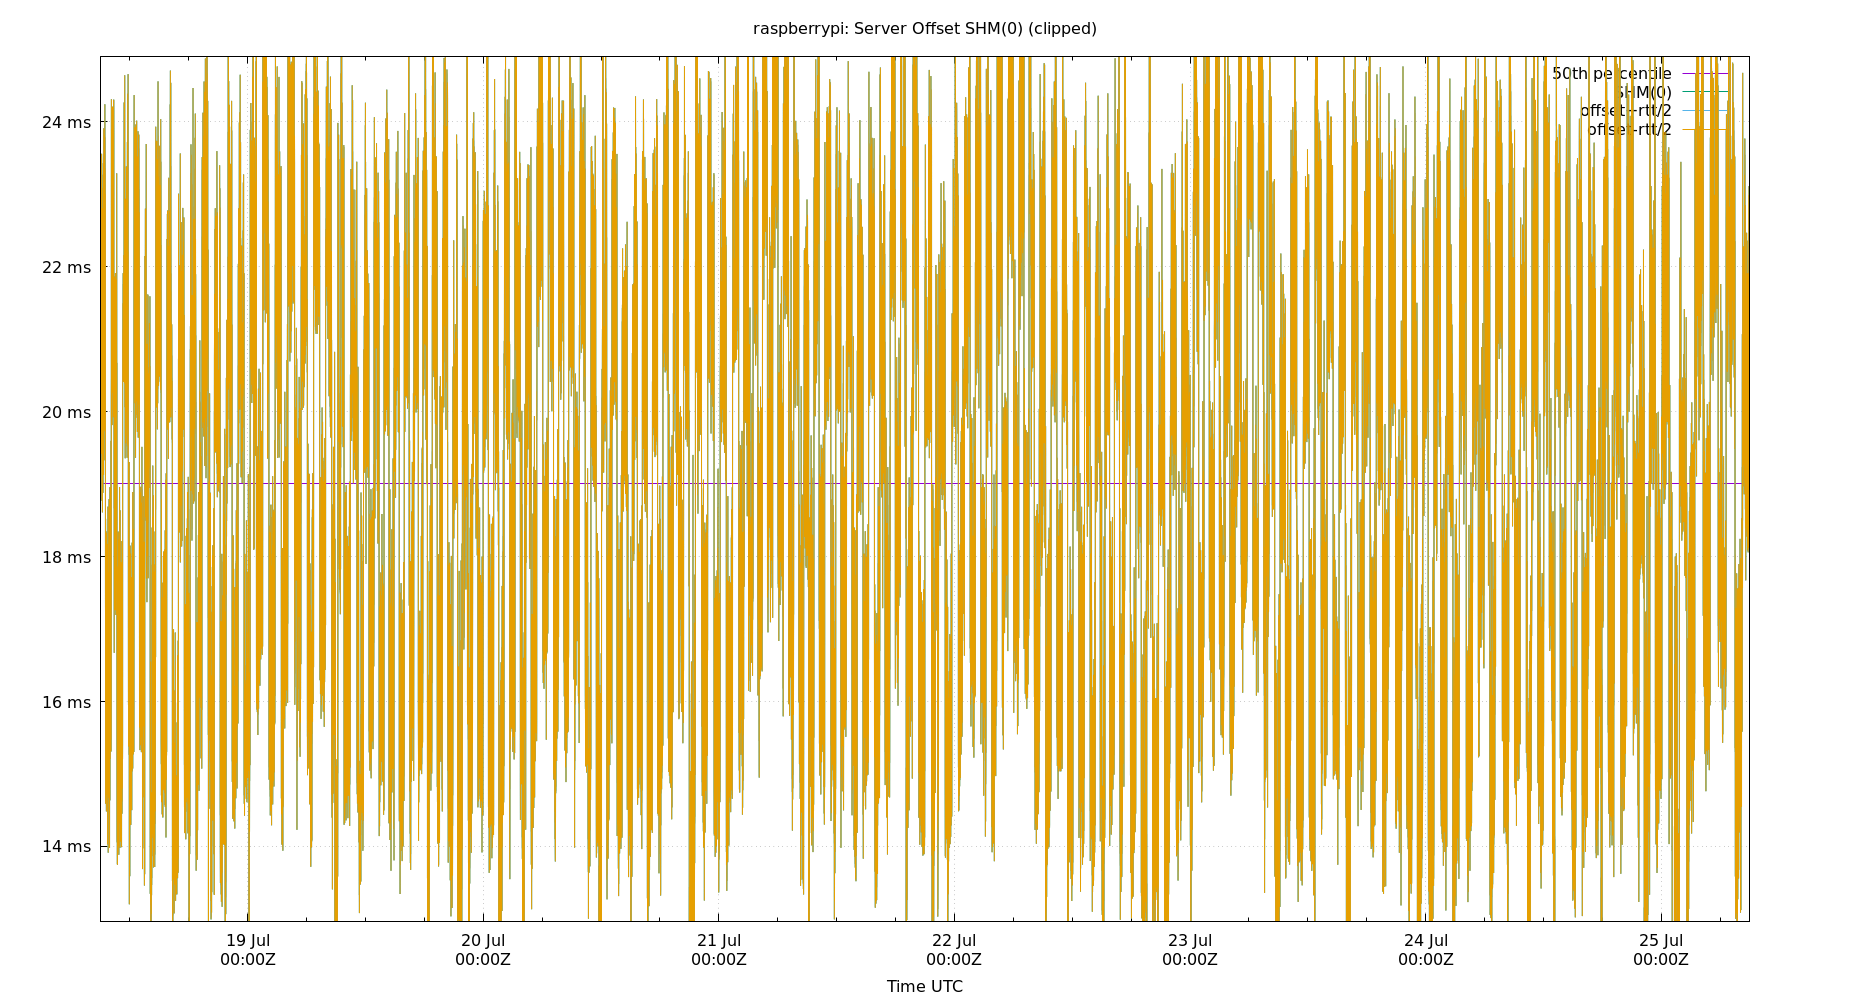 raspberrypi: Server Offset SHM(0) (clipped)
50th percentile
SHM(0)
offset+rtt/2
offset-rtt/2
24 ms
22 ms
20 ms
18 ms
16 ms
14 ms
19 Jul 20 Jul 21 Jul 22 Jul 23 Jul 24 Jul 25 Jul
00:00Z 00:00Z 00:00Z 00:00Z 00:00Z 00:00Z 00:00Z
Time UTC